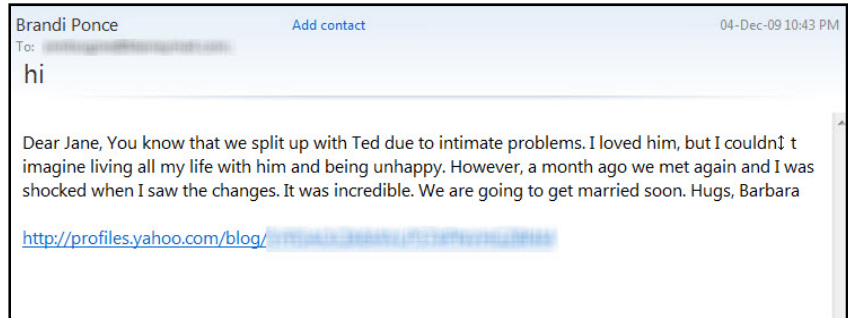 Brandi Ponce Add contact 04-Dec-09 10:43 PM
To:
hi
Dear Jane, You know that we split up with Ted due to intimate problems. I loved him, but I couldn↕ t
imagine living all my life with him and being unhappy. However, a month ago we met again and I was
shocked when I saw the changes. It was incredible. We are going to get married soon. Hugs, Barbara
http://profiles.yahoo.com/blog/